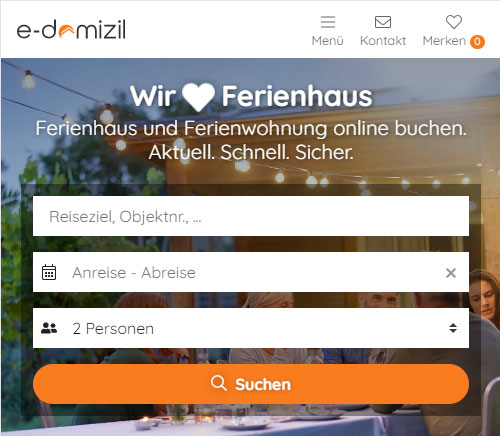 e-domizil
Menü
Kontakt
Merken 0
Wir Ferienhaus
Ferienhaus und Ferienwohnung online buchen.
Aktuell. Schnell. Sicher.
Reiseziel, Objektnr., ...
Anreise - Abreise
2 Personen
Suchen